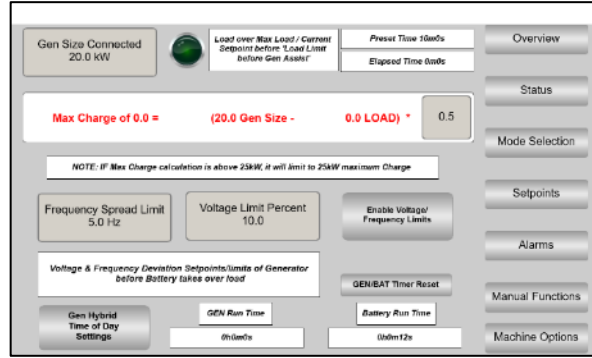 Gen Size Connected
20.0 kW
Load over Max Load / Current
Setpoint before 'Load Limit
before Gen Assist'
Preset Time 10m0s
Elapsed Time 0m0s
Overview
Status
Max Charge of 0.0 = (20.0 Gen Size - 0.0 LOAD) * 0.5
Mode Selection
NOTE: IF Max Charge calculation is above 25kW, it will limit to 25kW maximum Charge
Frequency Spread Limit
5.0 Hz
Voltage Limit Percent
10.0
Enable Voltage/
Frequency Limits
Setpoints
Alarms
Voltage & Frequency Deviation Setpoints/limits of Generator
before Battery takes over load
GEN/BAT Timer Reset
Manual Functions
Gen Hybrid
Time of Day
Settings
GEN Run Time
0h0m0s
Battery Run Time
0h0m12s
Machine Options